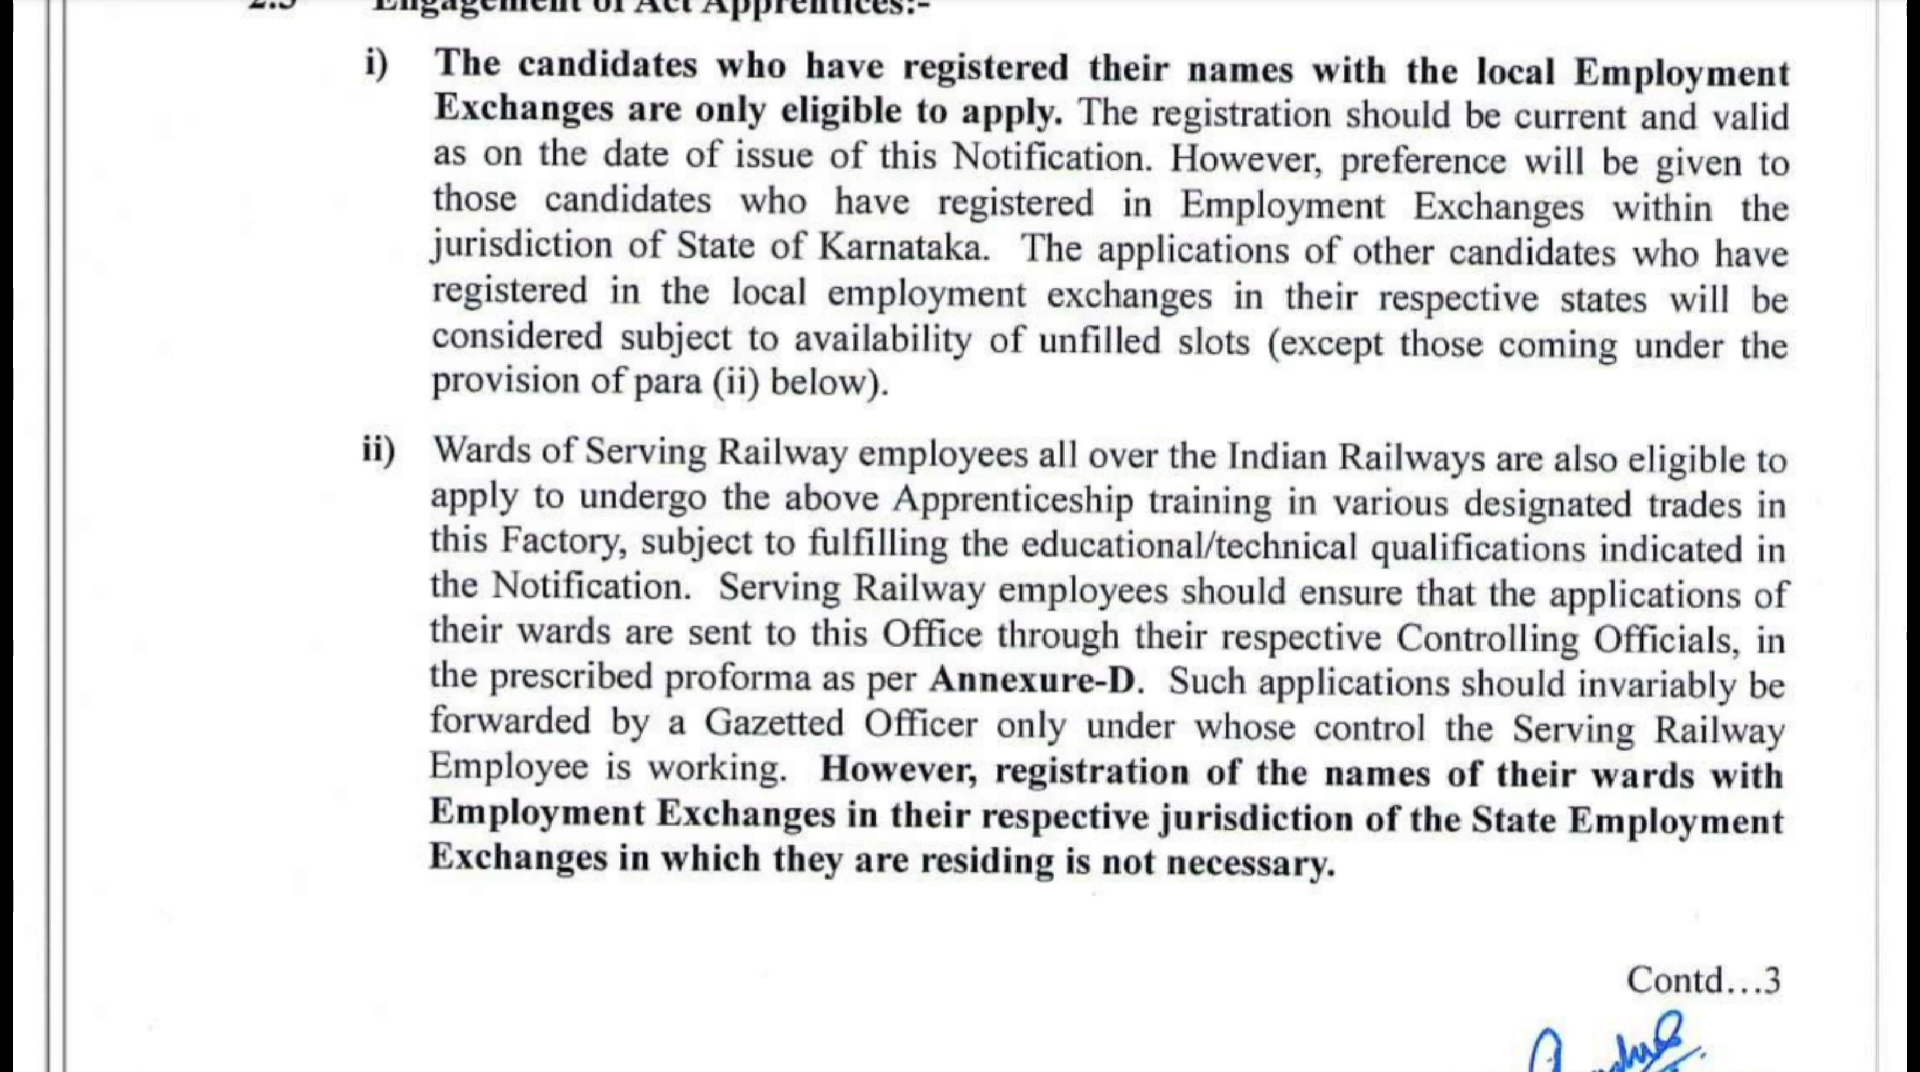 2.3 Engagement of Act Apprentices:-
i) The candidates who have registered their names with the local Employment
Exchanges are only eligible to apply. The registration should be current and valid
as on the date of issue of this Notification. However, preference will be given to
those candidates who have registered in Employment Exchanges within the
jurisdiction of State of Karnataka. The applications of other candidates who have
registered in the local employment exchanges in their respective states will be
considered subject to availability of unfilled slots (except those coming under the
provision of para (ii) below).
ii) Wards of Serving Railway employees all over the Indian Railways are also eligible to
apply to undergo the above Apprenticeship training in various designated trades in
this Factory, subject to fulfilling the educational/technical qualifications indicated in
the Notification. Serving Railway employees should ensure that the applications of
their wards are sent to this Office through their respective Controlling Officials, in
the prescribed proforma as per Annexure-D. Such applications should invariably be
forwarded by a Gazetted Officer only under whose control the Serving Railway
Employee is working. However, registration of the names of their wards with
Employment Exchanges in their respective jurisdiction of the State Employment
Exchanges in which they are residing is not necessary.
Contd...3